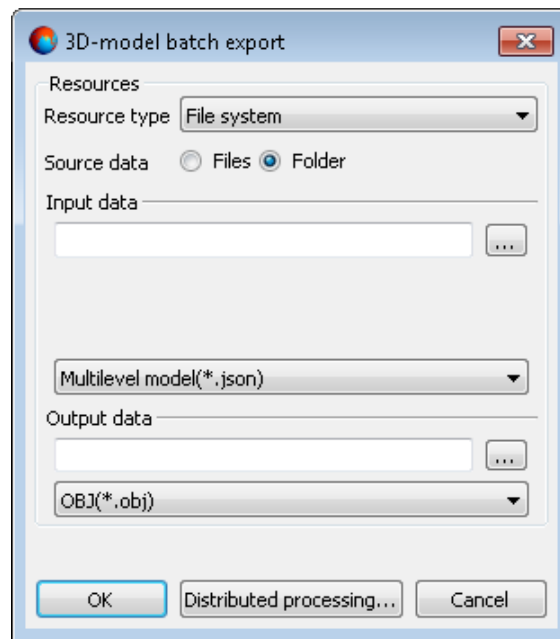 3D-model batch export
Resources
Resource type File system
Source data Files Folder
Input data
...
Multilevel model(*.json)
Output data
...
OBJ(*.obj)
OK Distributed processing... Cancel